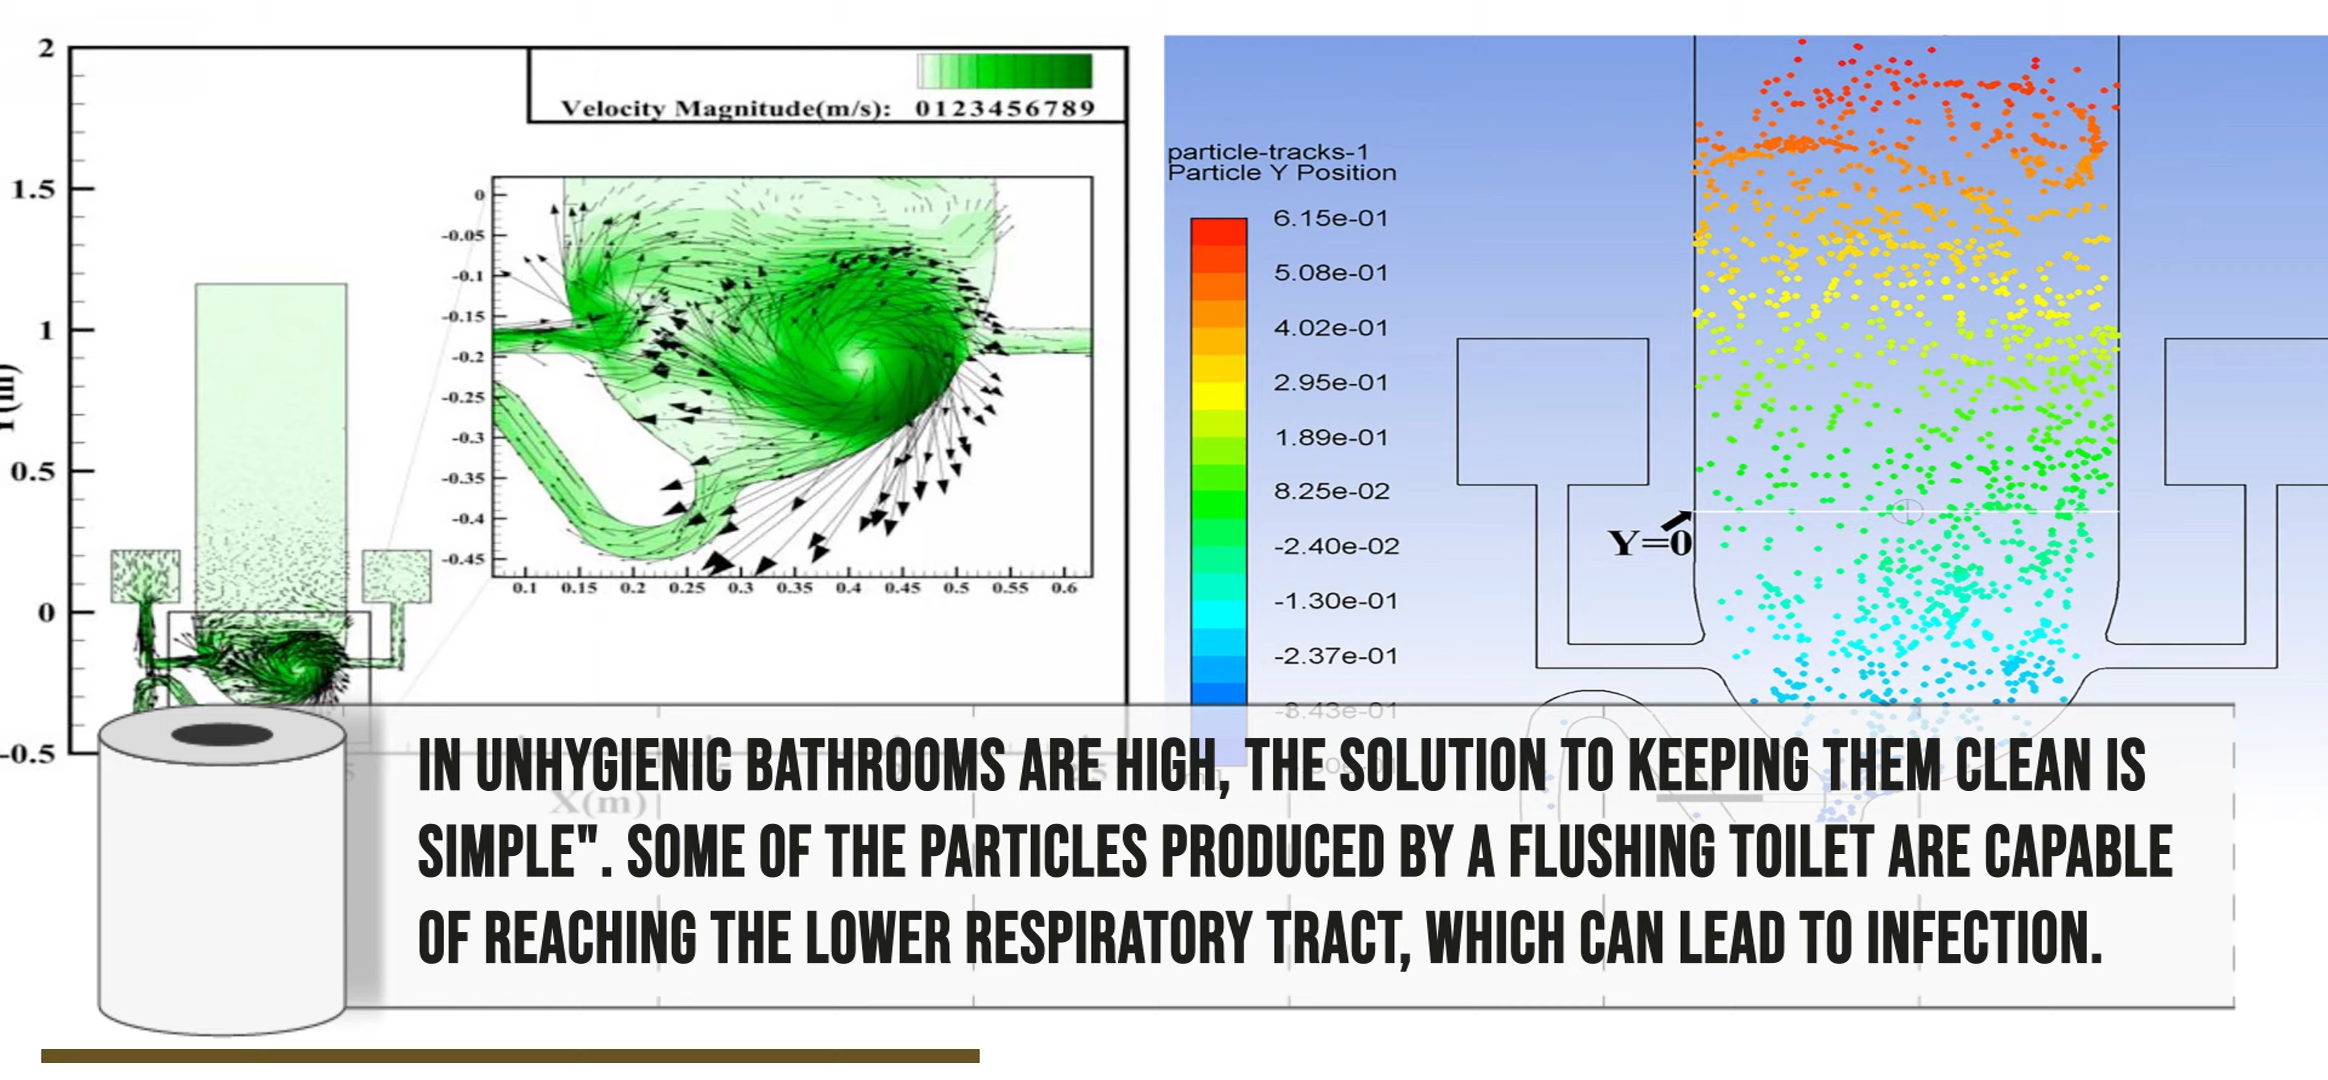 2
Velocity Magnitude(m/s): 0123456789
1.5
1
0.5
0
-0.5
0
-0.05
-0.1
-0.15
-0.2
-0.25
-0.3
-0.35
-0.4
-0.45
0.1 0.15 0.2 0.25 0.3 0.35 0.4 0.45 0.5 0.55 0.6
X(m)
particle-tracks-1
Particle Y Position
6.15e-01
5.08e-01
4.02e-01
2.95e-01
1.89e-01
8.25e-02
-2.40e-02
-1.30e-01
-2.37e-01
-3.43e-01
Y=0
IN UNHYGIENIC BATHROOMS ARE HIGH, THE SOLUTION TO KEEPING THEM CLEAN IS
SIMPLE". SOME OF THE PARTICLES PRODUCED BY A FLUSHING TOILET ARE CAPABLE
OF REACHING THE LOWER RESPIRATORY TRACT, WHICH CAN LEAD TO INFECTION.